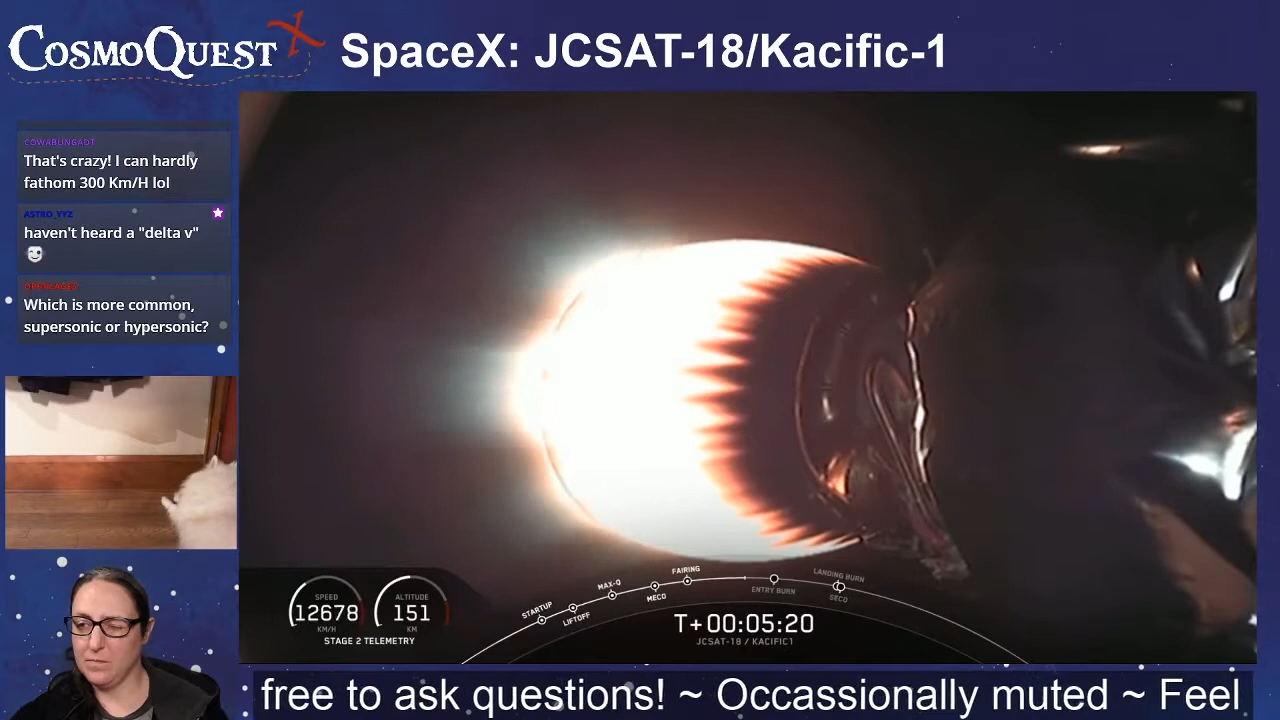 COSMOQUEST X
SpaceX: JCSAT-18/Kacific-1
COWABUNGADT
That's crazy! I can hardly
fathom 300 Km/H lol
ASTRO_YYZ
haven't heard a "delta v"
Which is more common,
supersonic or hypersonic?
STARTUP
LIFTOFF
MAX-Q
MECO
FAIRING
ENTRY BURN
LANDING BURN
SECO
SPEED
12678
KM/H
ALTITUDE
151
KM
STAGE 2 TELEMETRY
T+00:05:20
JCSAT-18 / KACIFIC1
free to ask questions! ~ Occassionally muted ~ Feel